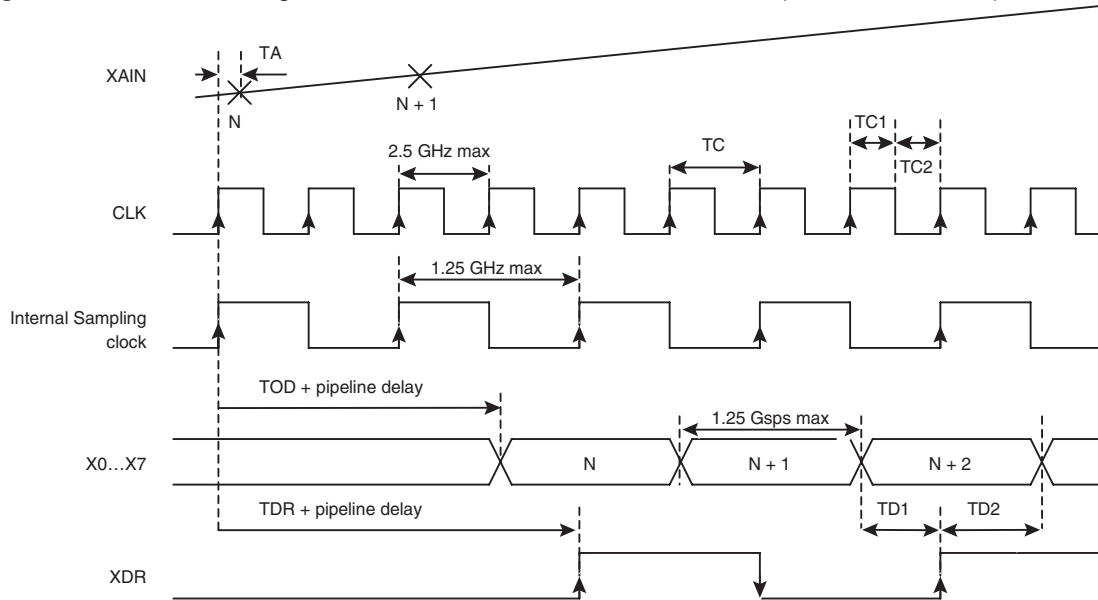 TA
XAIN
N
N + 1
TC1
TC
2.5 GHz max
TC2
CLK
1.25 GHz max
Internal Sampling
clock
TOD + pipeline delay
1.25 Gsps max
X0…X7
N
N + 1
N + 2
TDR + pipeline delay
TD1
TD2
XDR